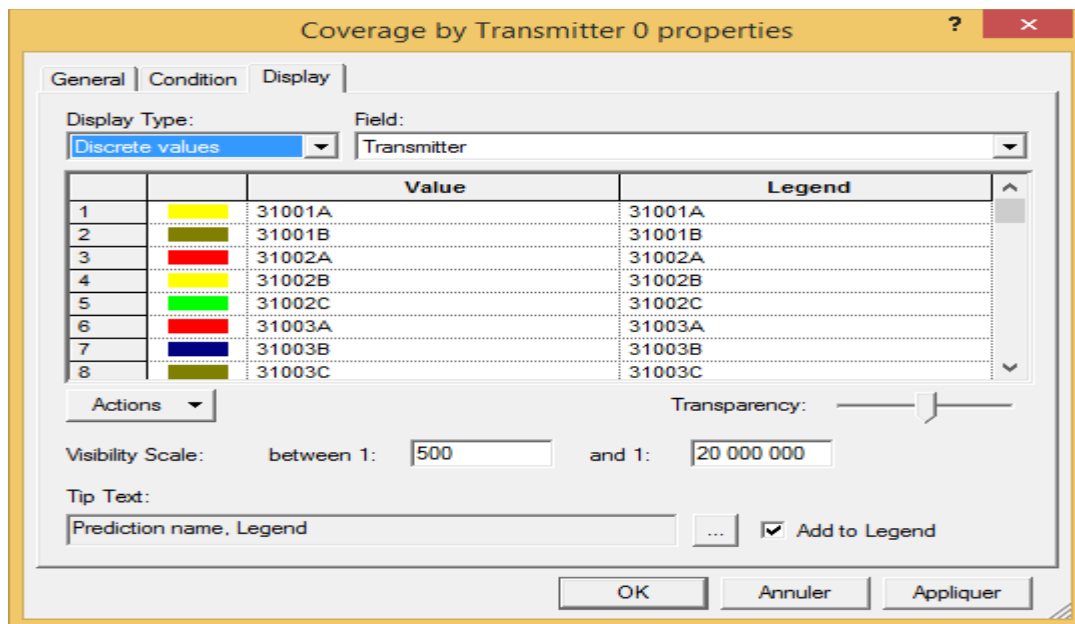 Coverage by Transmitter 0 properties ? ×
General Condition Display
Display Type: Field:
Discrete values Transmitter
Value Legend
1 31001A 31001A
2 31001B 31001B
3 31002A 31002A
4 31002B 31002B
5 31002C 31002C
6 31003A 31003A
7 31003B 31003B
8 31003C 31003C
Actions Transparency:
Visibility Scale: between 1: 500 and 1: 20 000 000
Tip Text:
Prediction name, Legend ... Add to Legend
OK Annuler Appliquer